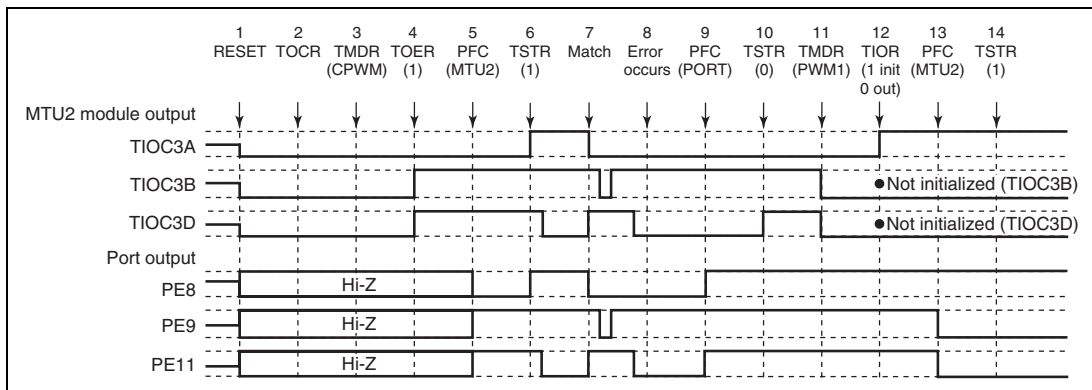 1 2 3 4 5 6 7 8 9 10 11 12 13 14
RESET TOCR TMDR TOER PFC TSTR Match Error PFC TSTR TMDR TIOR PFC TSTR
(CPWM) (1) (MTU2) (1) occurs (PORT) (0) (PWM1) (1 init (MTU2) (1)
0 out)
MTU2 module output
TIOC3A
TIOC3B
●Not initialized (TIOC3B)
TIOC3D
●Not initialized (TIOC3D)
Port output
PE8
Hi-Z
PE9
Hi-Z
PE11
Hi-Z